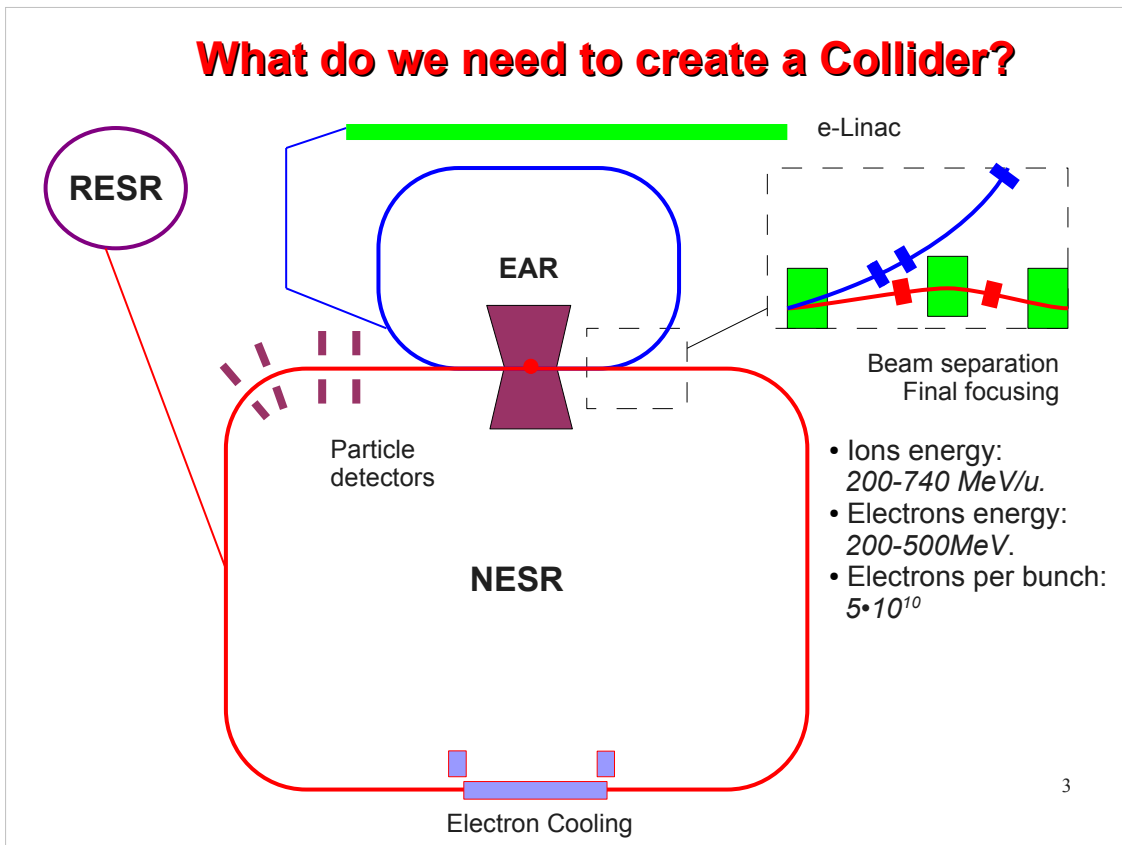 What do we need to create a Collider?
e-Linac
RESR
EAR
Beam separation
Final focusing
Particle
detectors
• Ions energy:
200-740 MeV/u.
• Electrons energy:
200-500MeV.
• Electrons per bunch:
5•10¹⁰
NESR
Electron Cooling
3